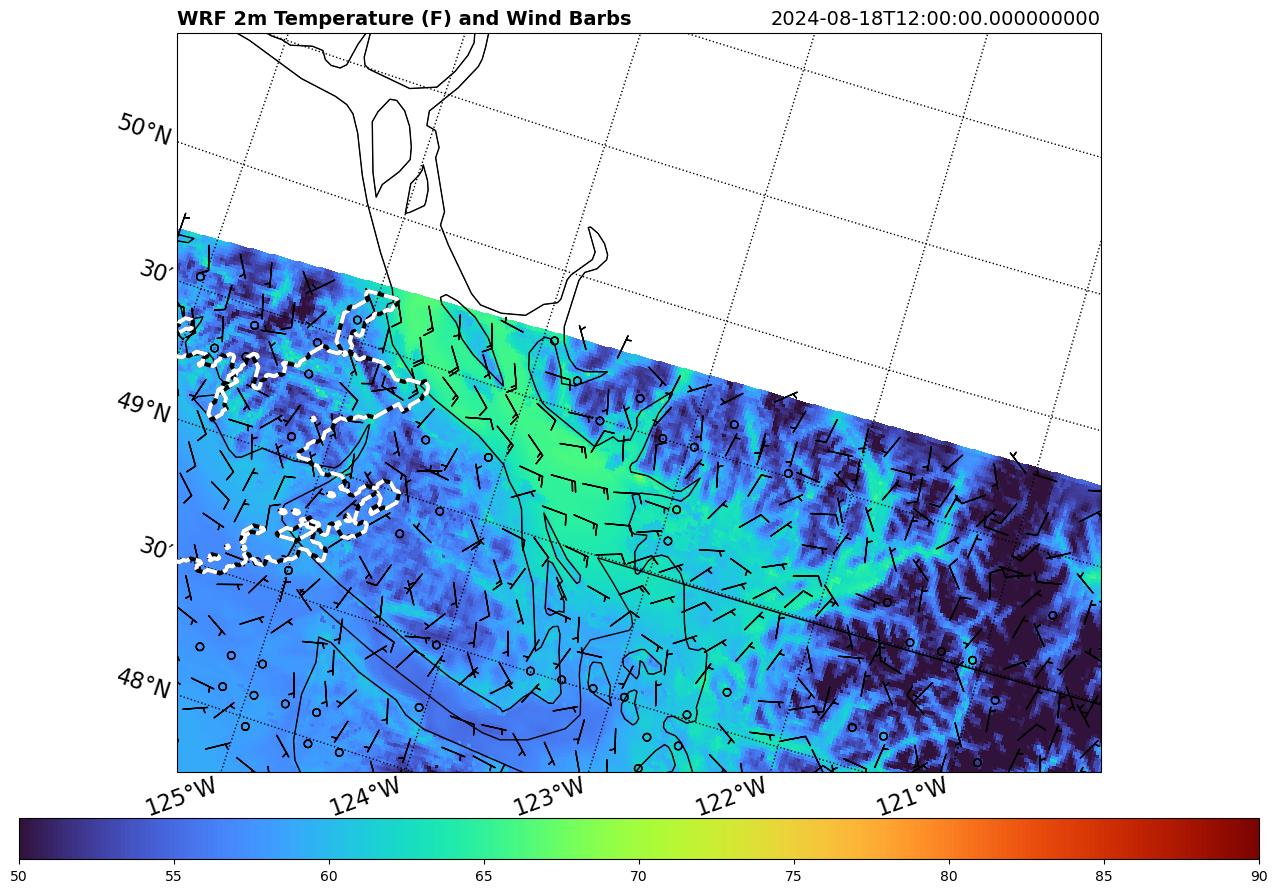 WRF 2m Temperature (F) and Wind Barbs 2024-08-18T12:00:00.000000000
50°N
30′
49°N
30′
48°N
125°W 124°W 123°W 122°W 121°W
50 55 60 65 70 75 80 85 90